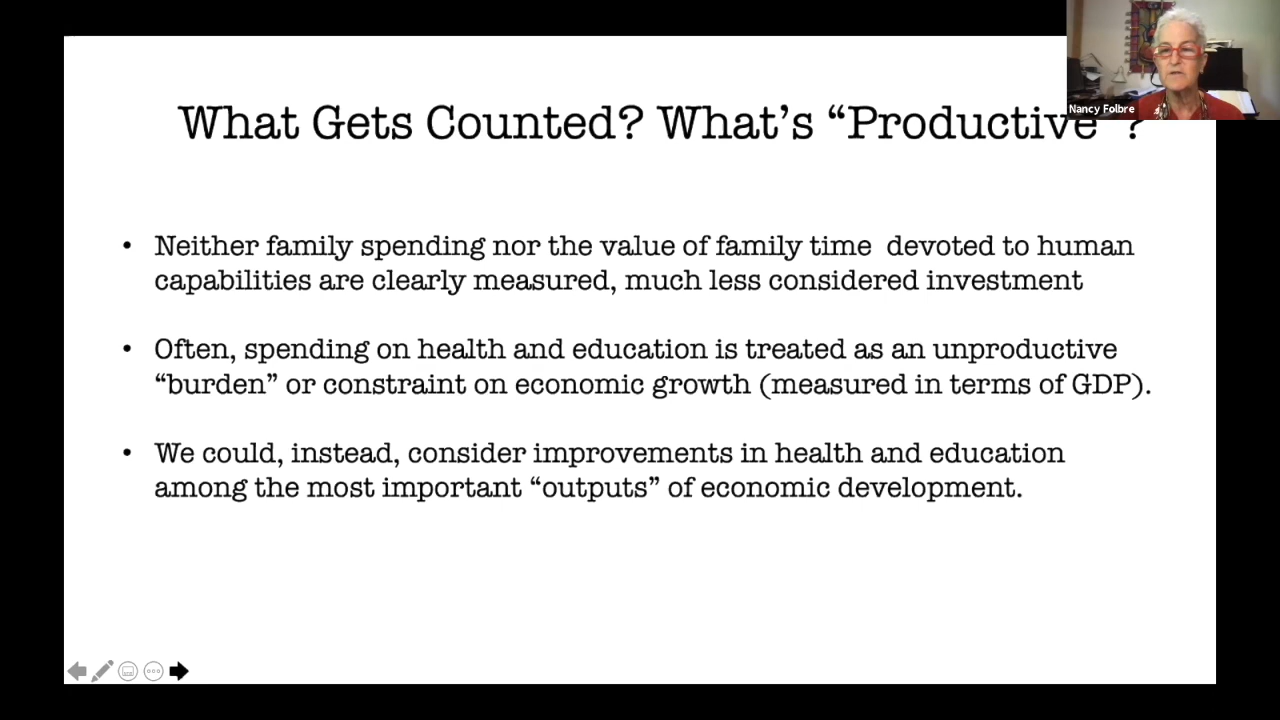 What Gets Counted? What's “Productive”?
Nancy Folbre
• Neither family spending nor the value of family time devoted to human
capabilities are clearly measured, much less considered investment
• Often, spending on health and education is treated as an unproductive
“burden” or constraint on economic growth (measured in terms of GDP).
• We could, instead, consider improvements in health and education
among the most important “outputs” of economic development.